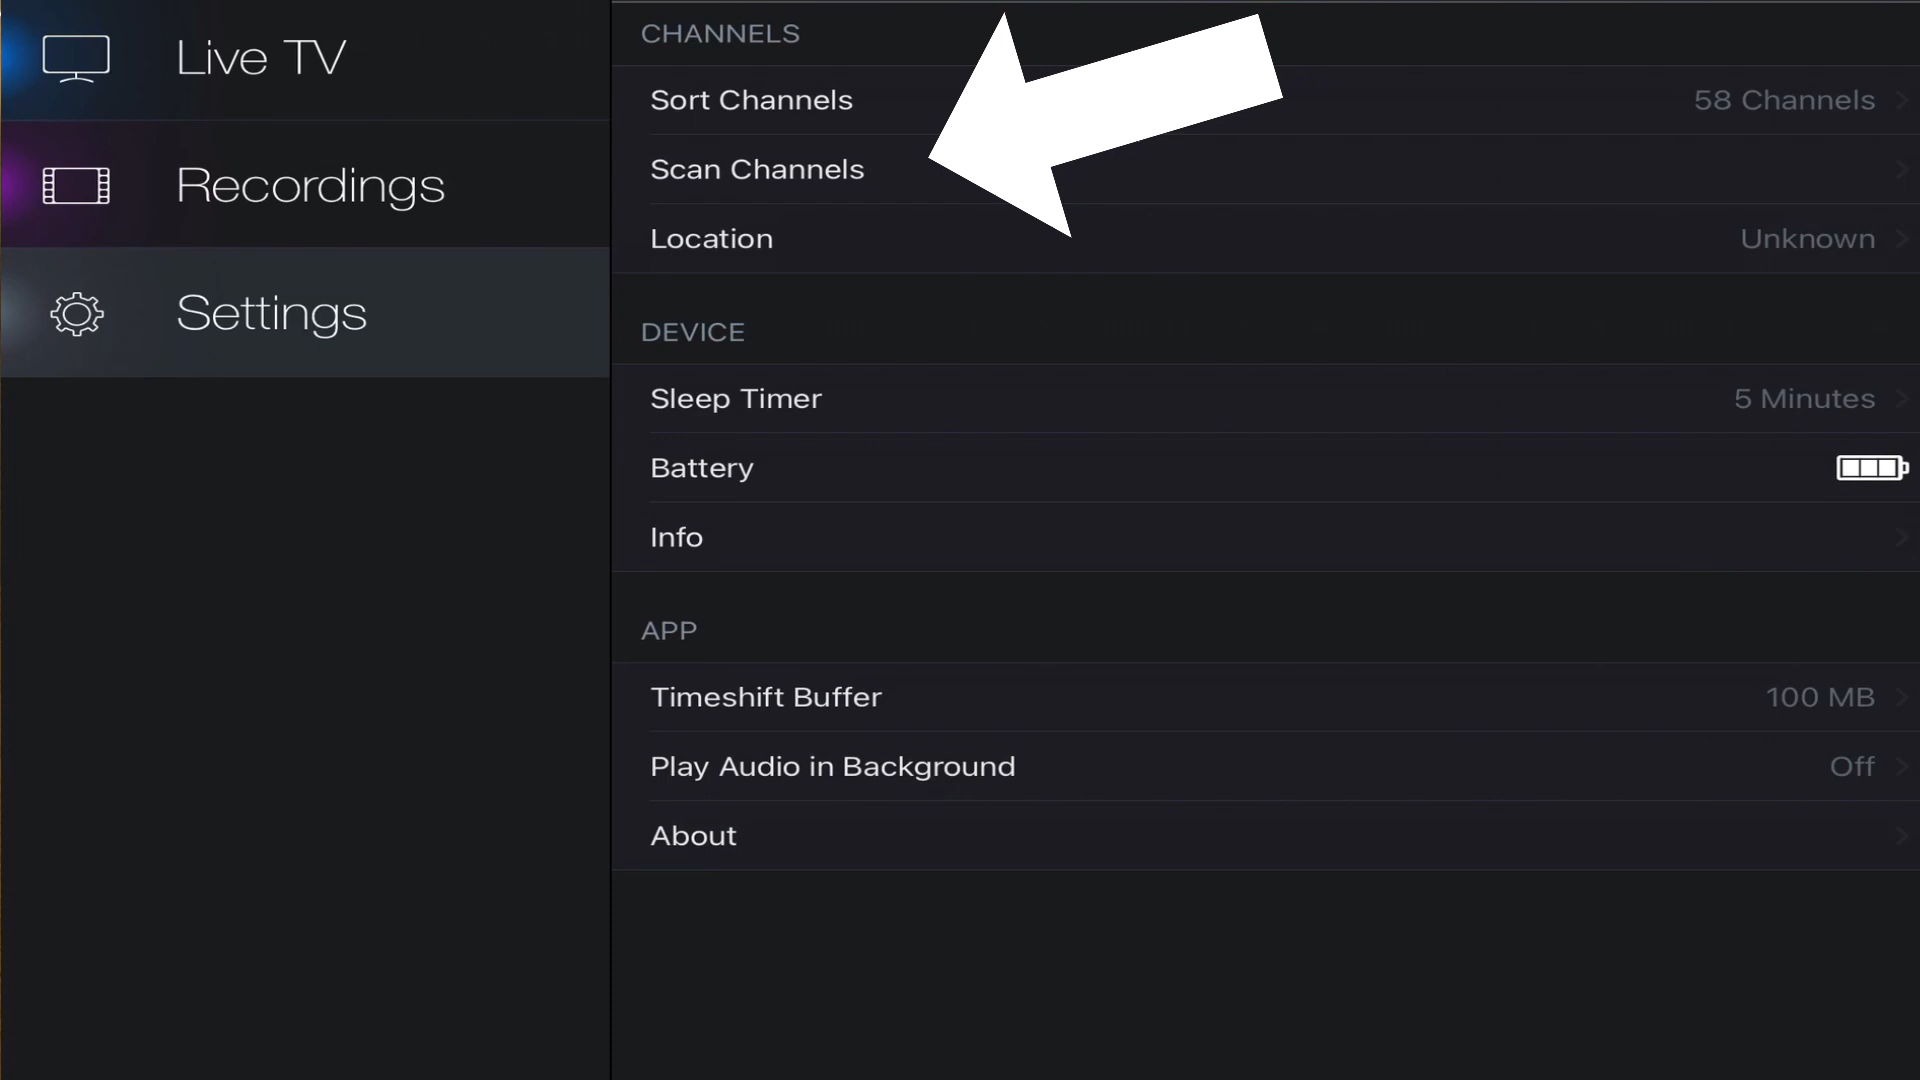 Live TV
Recordings
Settings
CHANNELS
Sort Channels 58 Channels
Scan Channels
Location Unknown
DEVICE
Sleep Timer 5 Minutes
Battery
Info
APP
Timeshift Buffer 100 MB
Play Audio in Background Off
About